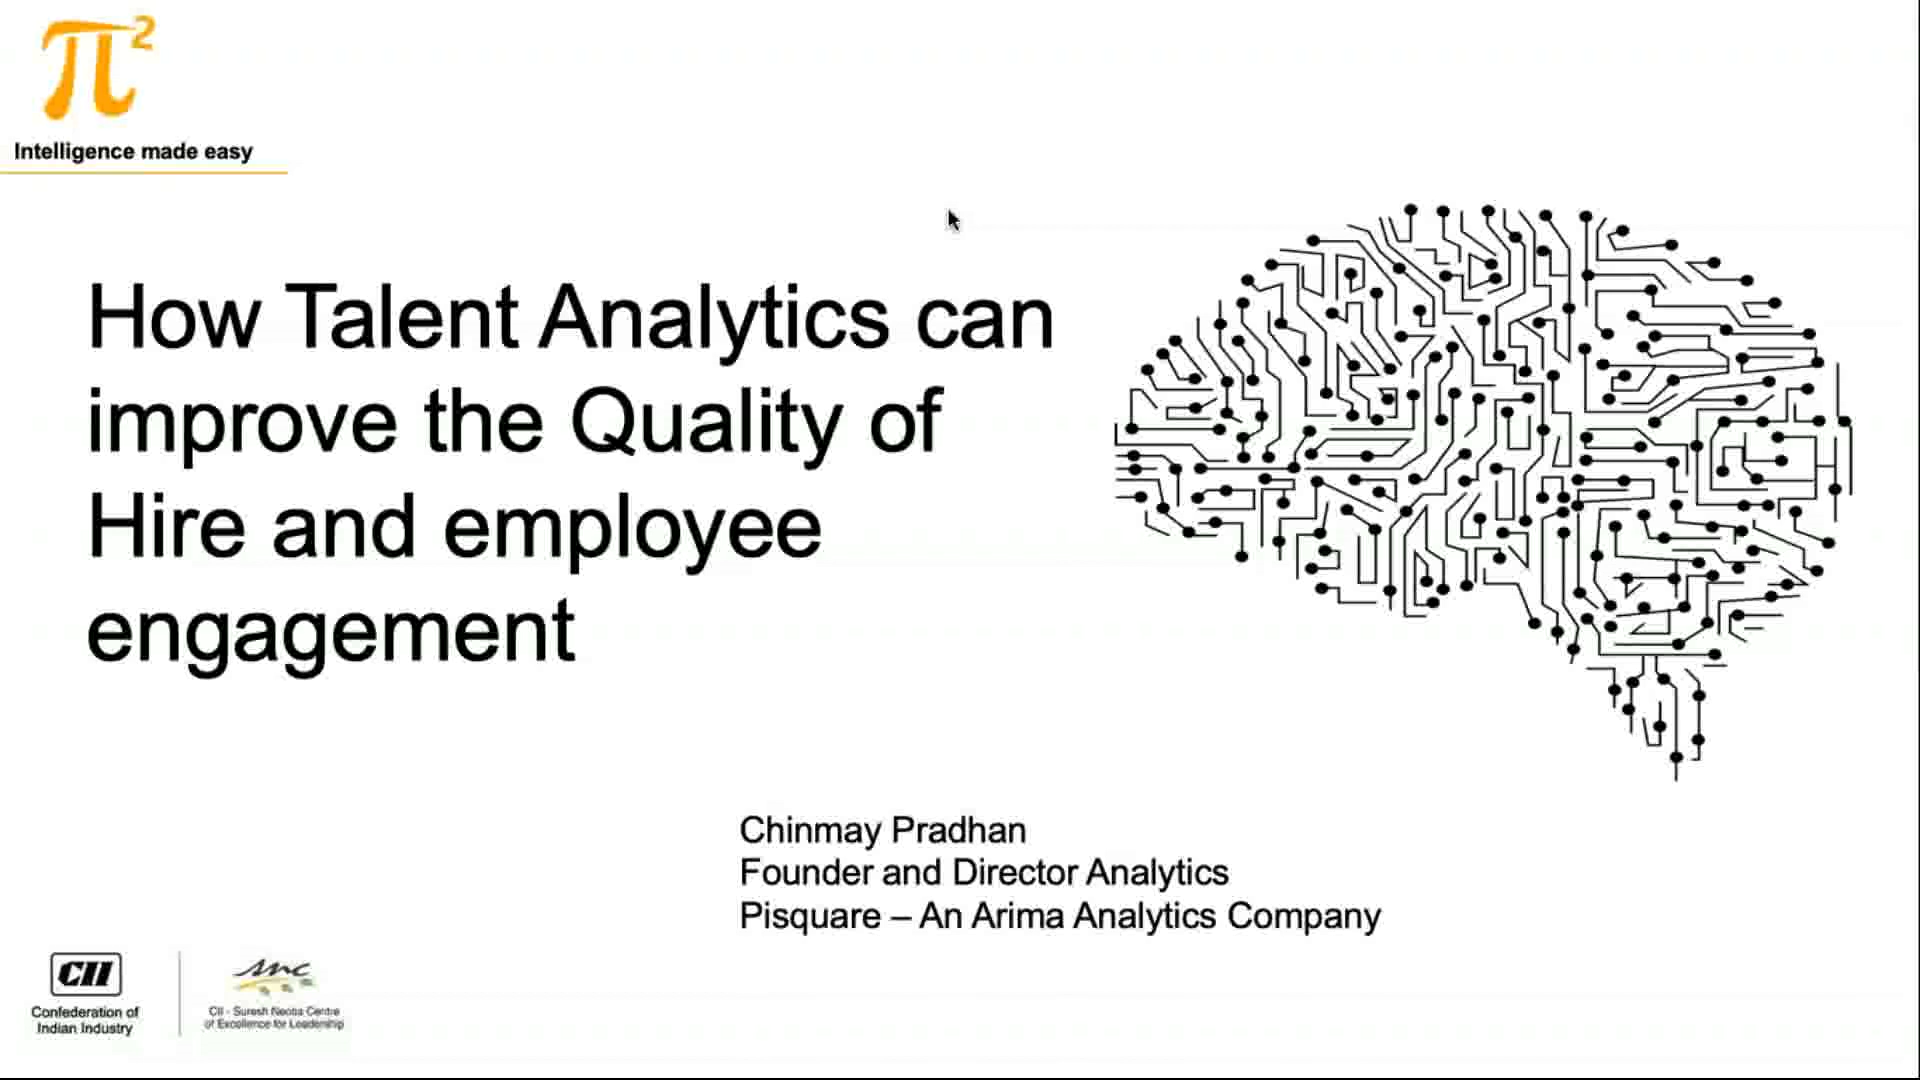 π²
Intelligence made easy
How Talent Analytics can
improve the Quality of
Hire and employee
engagement
Chinmay Pradhan
Founder and Director Analytics
Pisquare – An Arima Analytics Company
CII
Confederation of
Indian Industry
snc
CII - Suresh Neotia Centre
of Excellence for Leadership